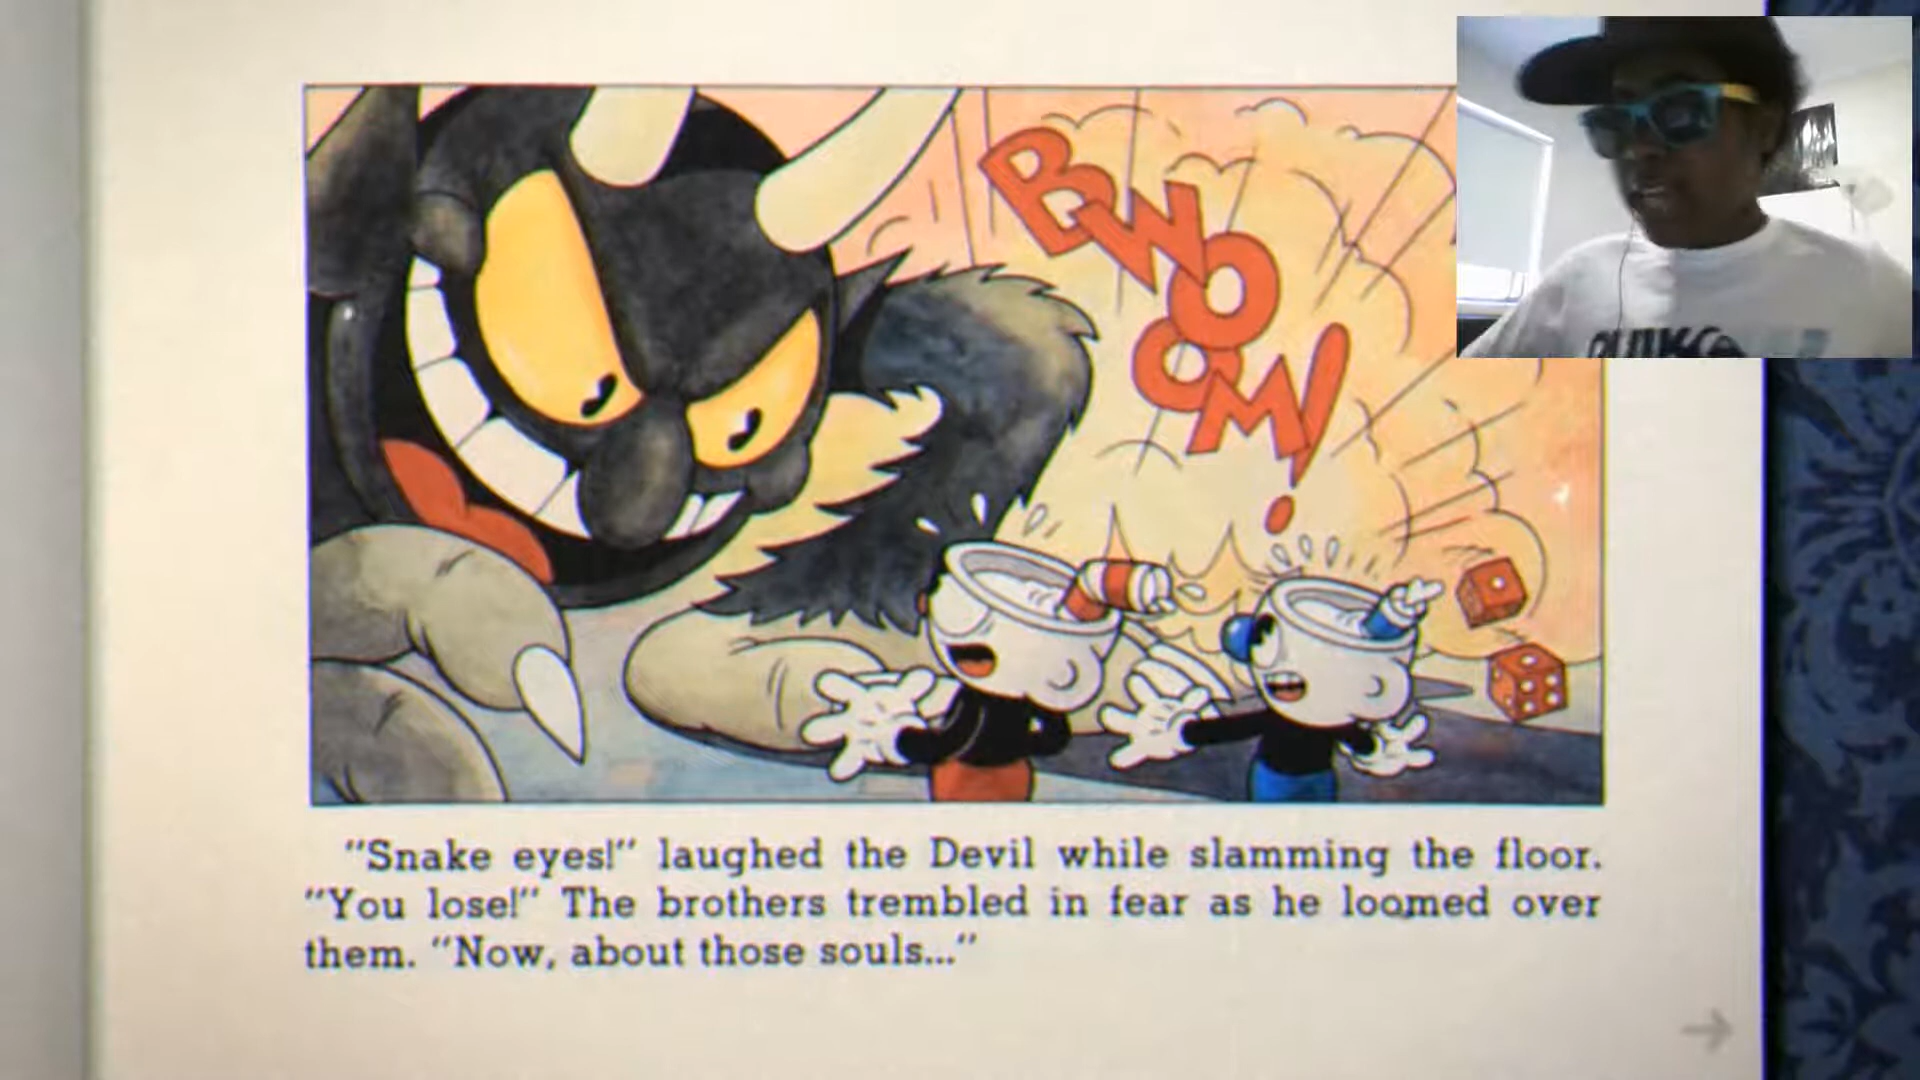 BWOOM!
"Snake eyes!" laughed the Devil while slamming the floor.
"You lose!" The brothers trembled in fear as he loomed over
them. "Now, about those souls..."